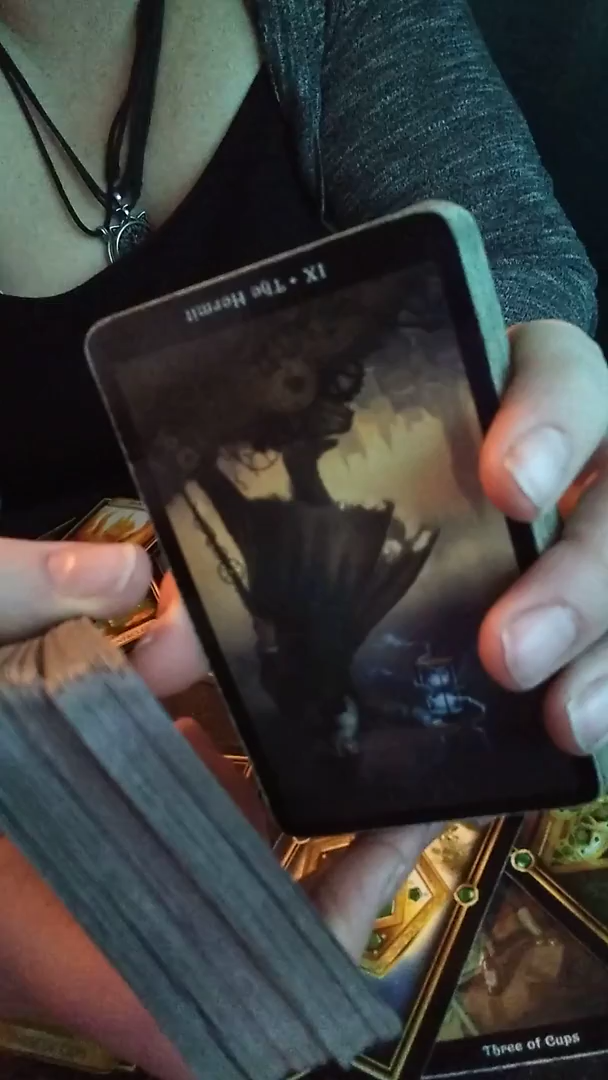 IX • The Hermit
Three of Cups